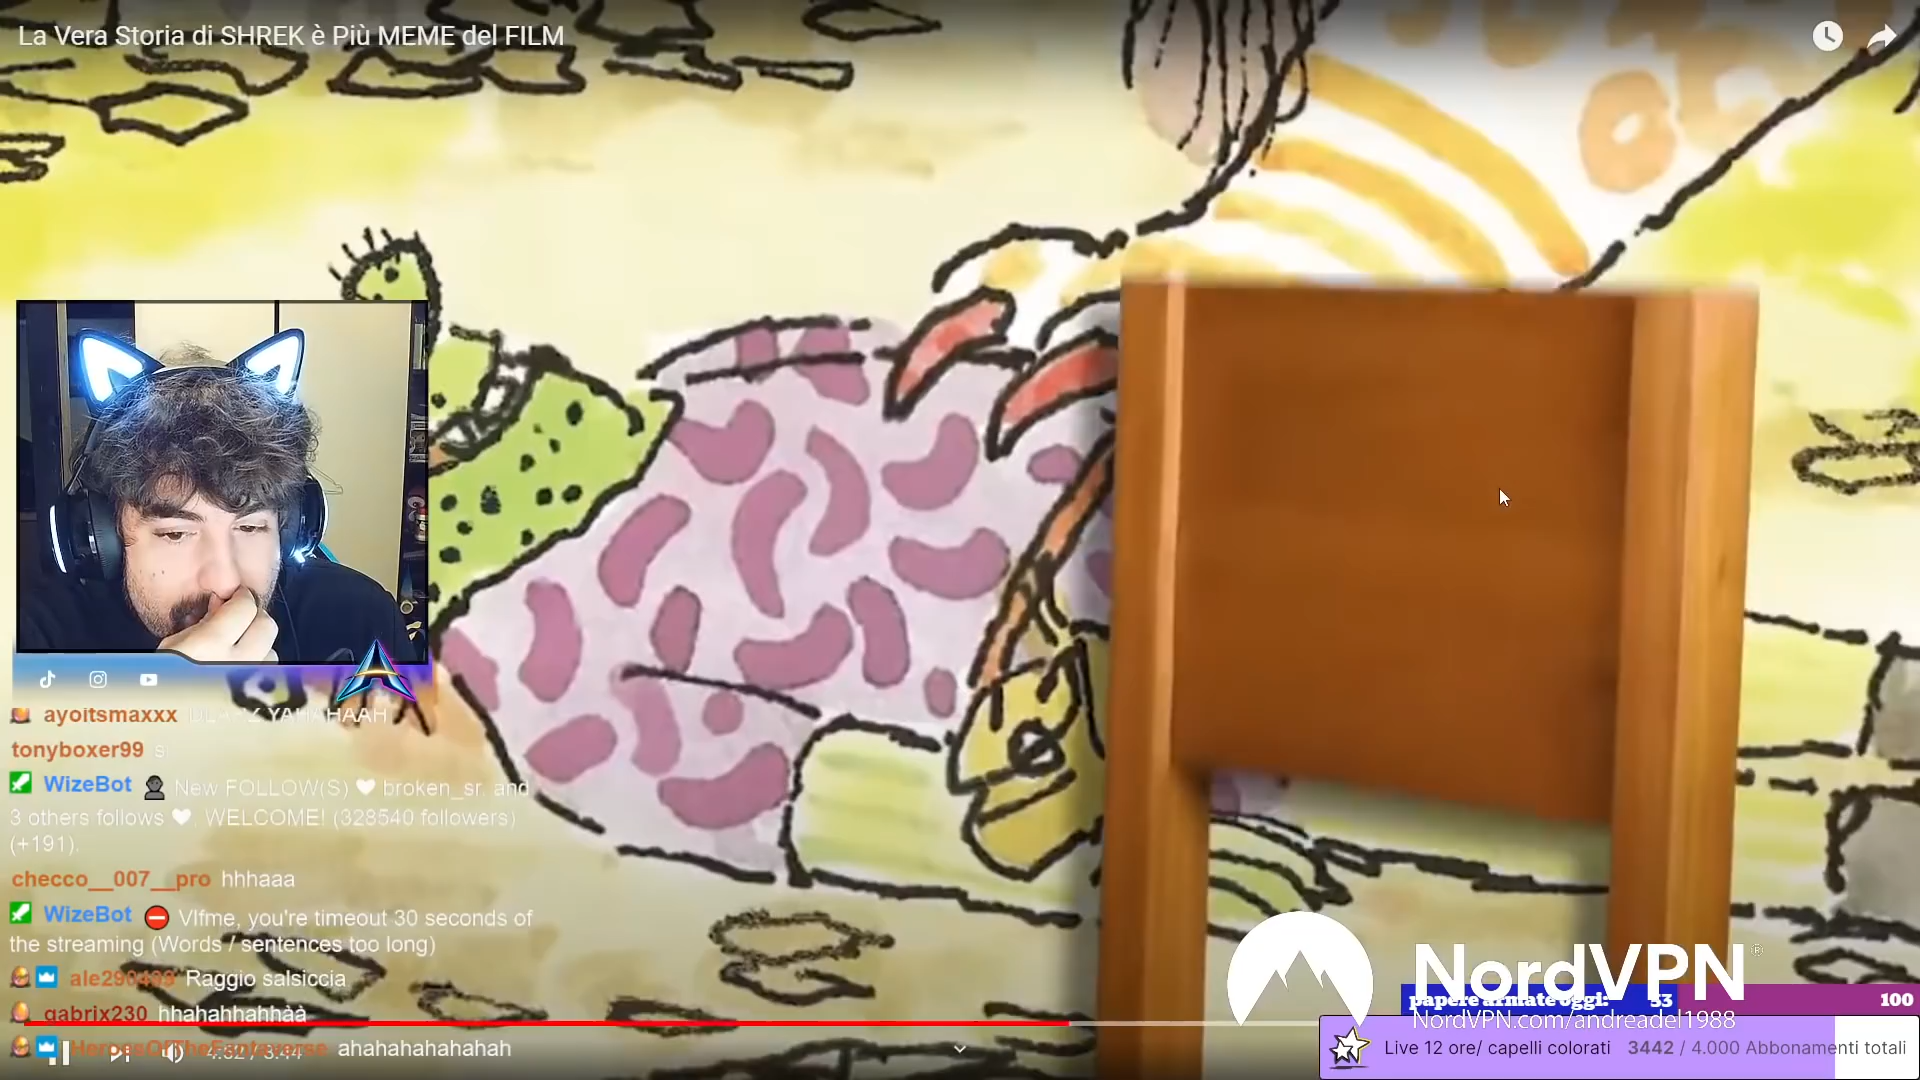 La Vera Storia di SHREK è Più MEME del FILM
ayoitsmaxxx YAHAHAAH
tonyboxer99 s
WizeBot New FOLLOW(S) ♥ broken_sr. and
3 others follows ♥. WELCOME! (328540 followers)
(+191).
checco__007__pro hhhaaa
WizeBot ⛔ Vlfme, you're timeout 30 seconds of
the streaming (Words / sentences too long)
ale290499 Raggio salsiccia
gabrix230 hhahahhahhàà
HeroesOfTheFantaverse ahahahahahahah
NordVPN®
papere armate oggi: 53 100
NordVPN.com/andreadel1988
Live 12 ore/ capelli colorati 3442 / 4.000 Abbonamenti totali